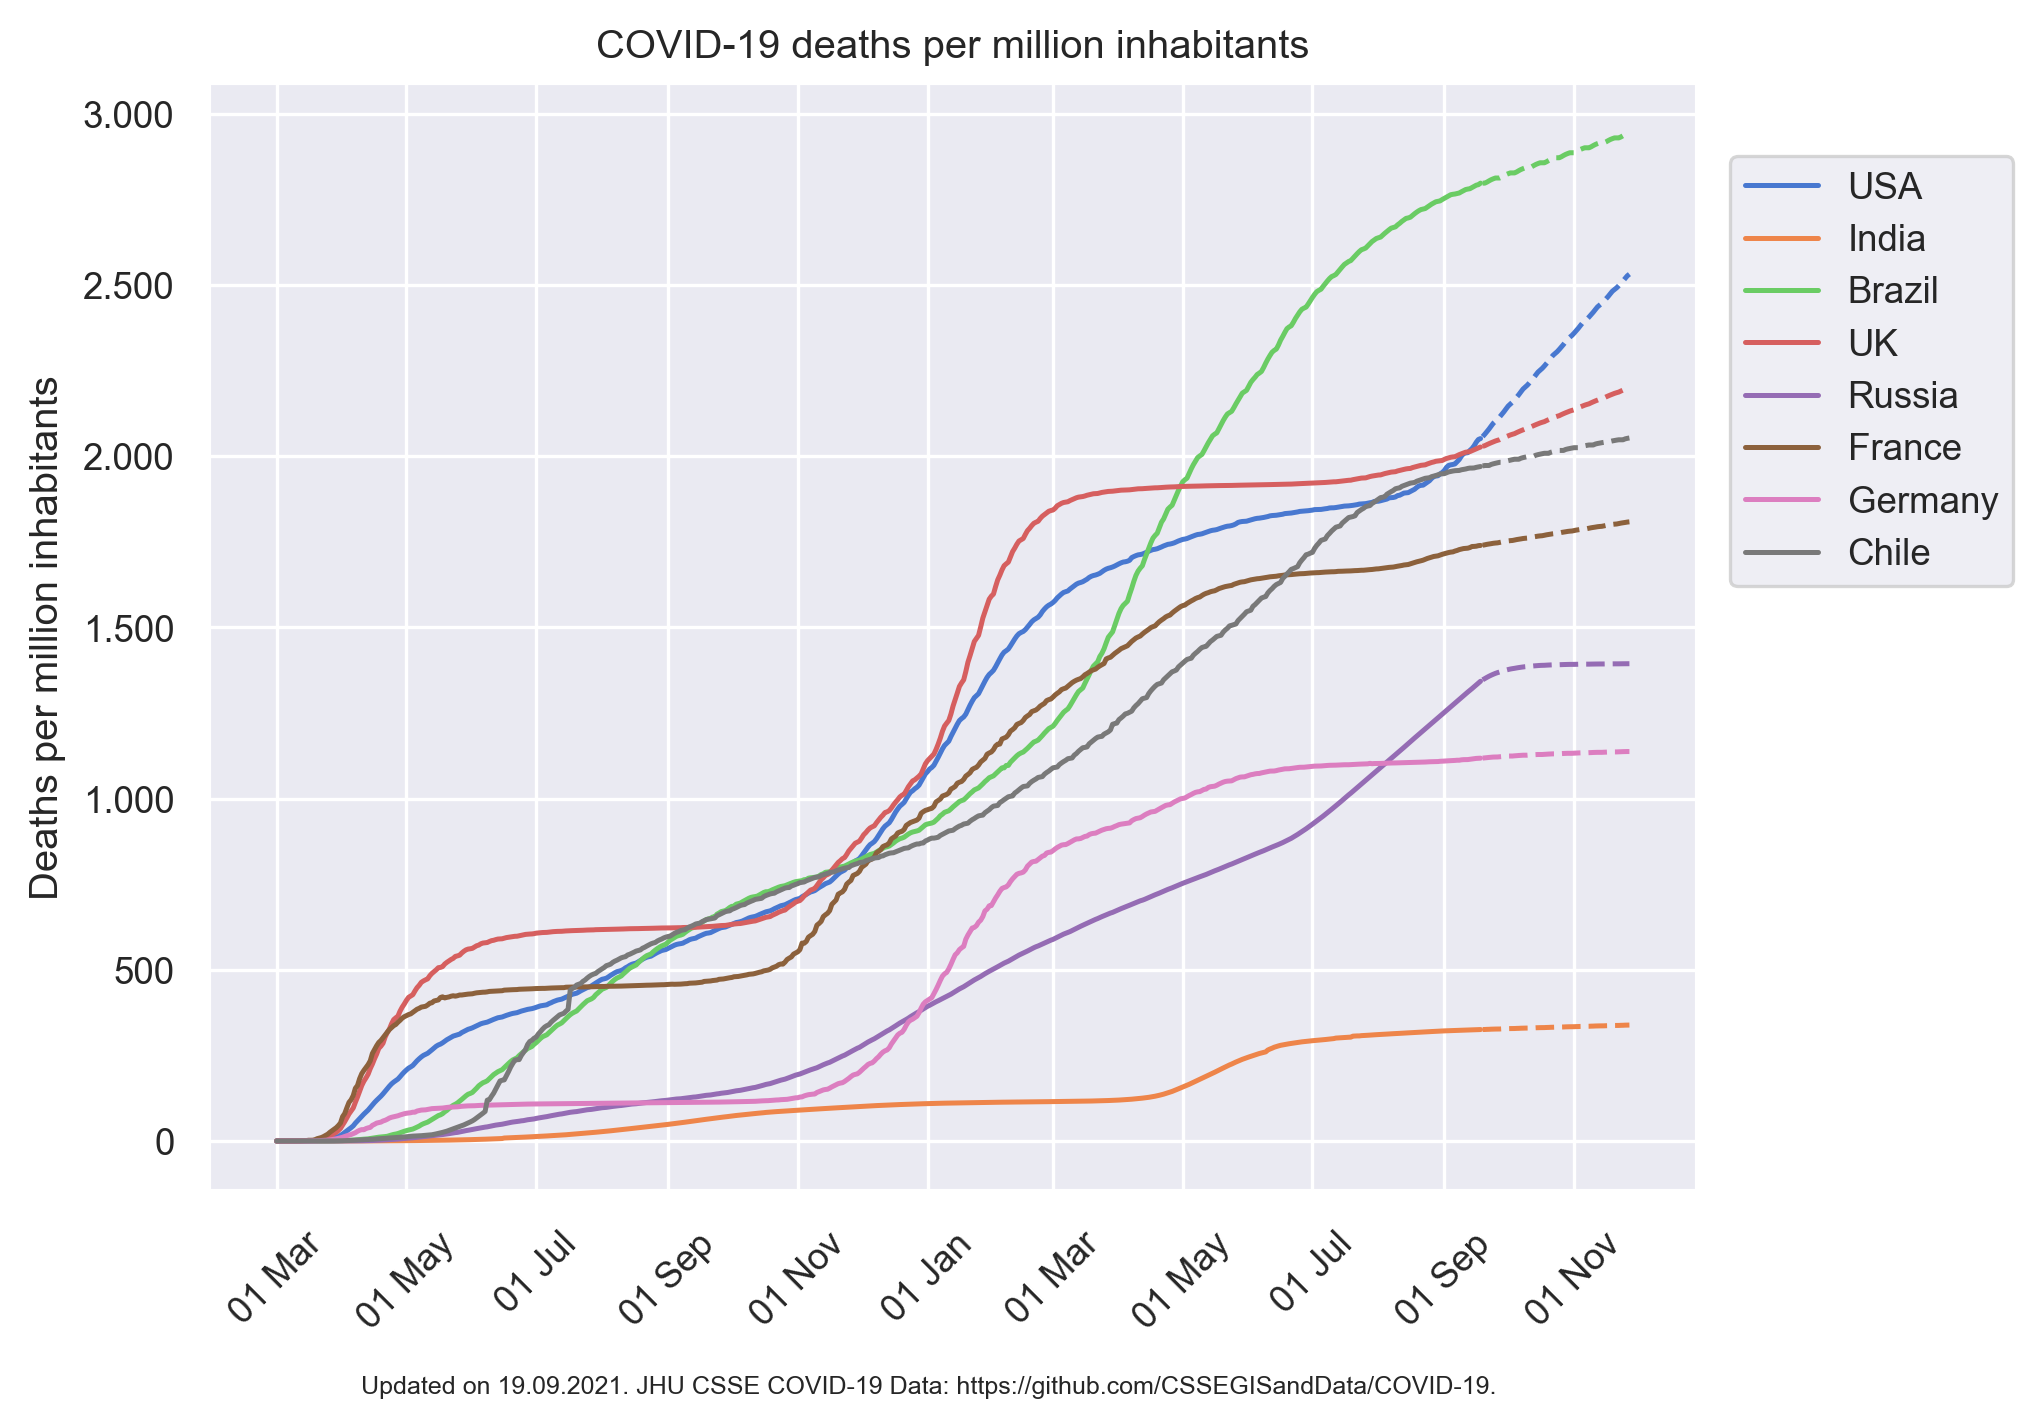 COVID-19 deaths per million inhabitants
Deaths per million inhabitants
3.000
2.500
2.000
1.500
1.000
500
0
USA
India
Brazil
UK
Russia
France
Germany
Chile
01 Mar
01 May
01 Jul
01 Sep
01 Nov
01 Jan
01 Mar
01 May
01 Jul
01 Sep
01 Nov
Updated on 19.09.2021. JHU CSSE COVID-19 Data: https://github.com/CSSEGISandData/COVID-19.